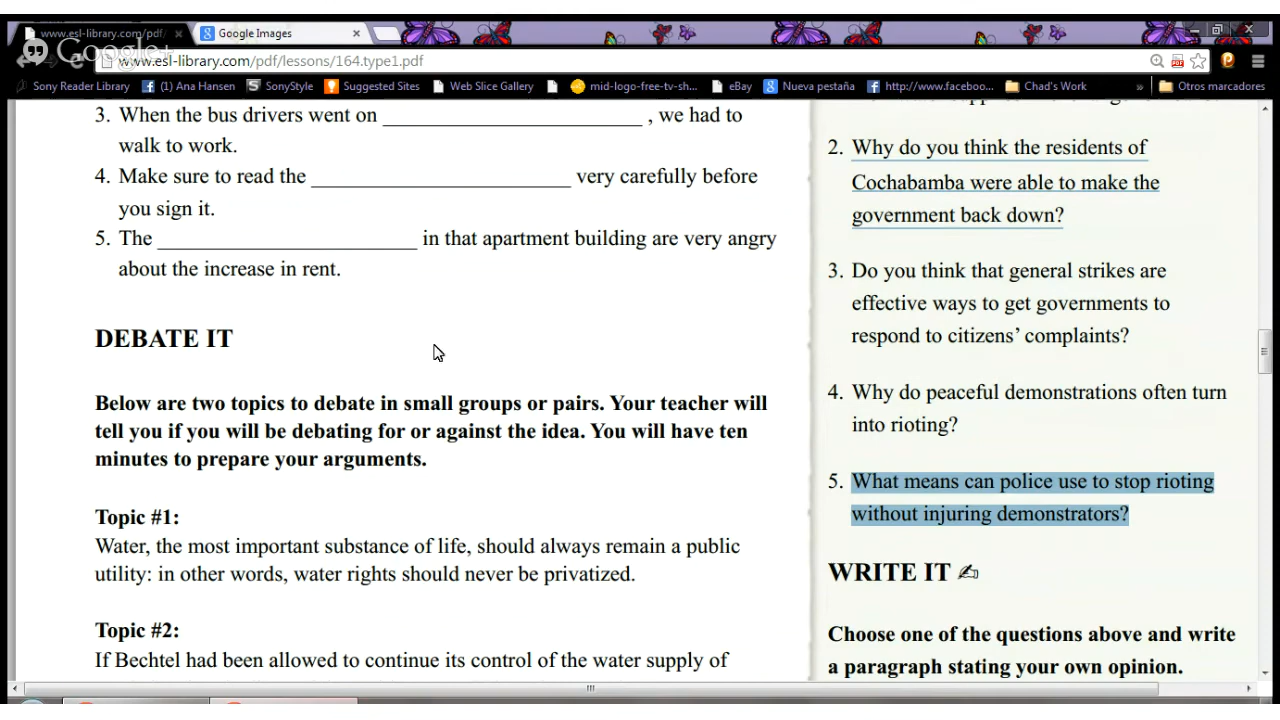 www.esl-library.com/pdf/
Google Images
Google+
www.esl-library.com/pdf/lessons/164.type1.pdf
Sony Reader Library
(1) Ana Hansen
SonyStyle
Suggested Sites
Web Slice Gallery
mid-logo-free-tv-sh...
eBay
Nueva pestaña
http://www.faceboo...
Chad's Work
»
Otros marcadores
3. When the bus drivers went on __________________________ , we had to
walk to work.
4. Make sure to read the __________________________ very carefully before
you sign it.
5. The __________________________ in that apartment building are very angry
about the increase in rent.
DEBATE IT
Below are two topics to debate in small groups or pairs. Your teacher will
tell you if you will be debating for or against the idea. You will have ten
minutes to prepare your arguments.
Topic #1:
Water, the most important substance of life, should always remain a public
utility: in other words, water rights should never be privatized.
Topic #2:
If Bechtel had been allowed to continue its control of the water supply of
2. Why do you think the residents of
Cochabamba were able to make the
government back down?
3. Do you think that general strikes are
effective ways to get governments to
respond to citizens’ complaints?
4. Why do peaceful demonstrations often turn
into rioting?
5. What means can police use to stop rioting
without injuring demonstrators?
WRITE IT ✍
Choose one of the questions above and write
a paragraph stating your own opinion.